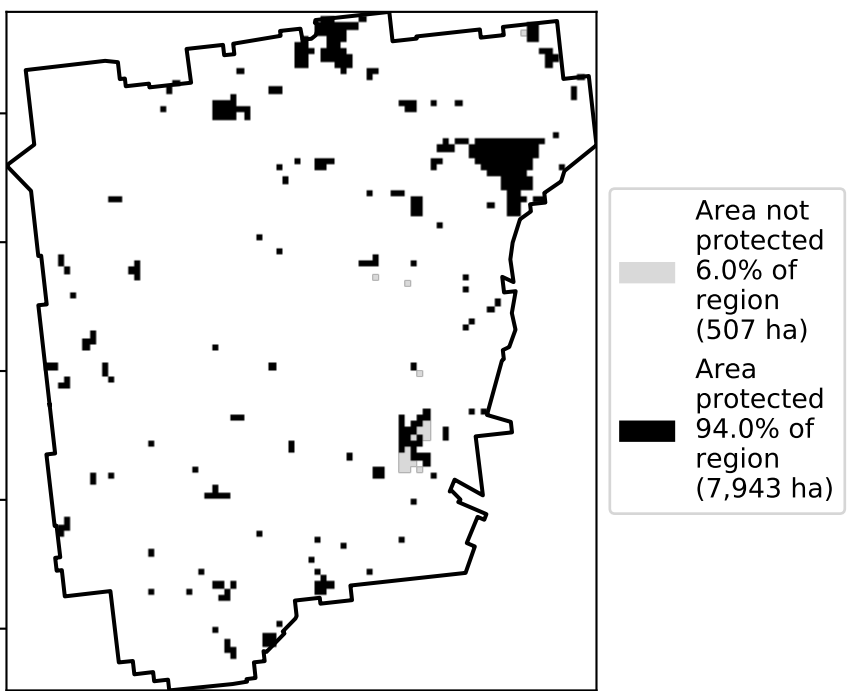 Area not
protected
6.0% of
region
(507 ha)
Area
protected
94.0% of
region
(7,943 ha)